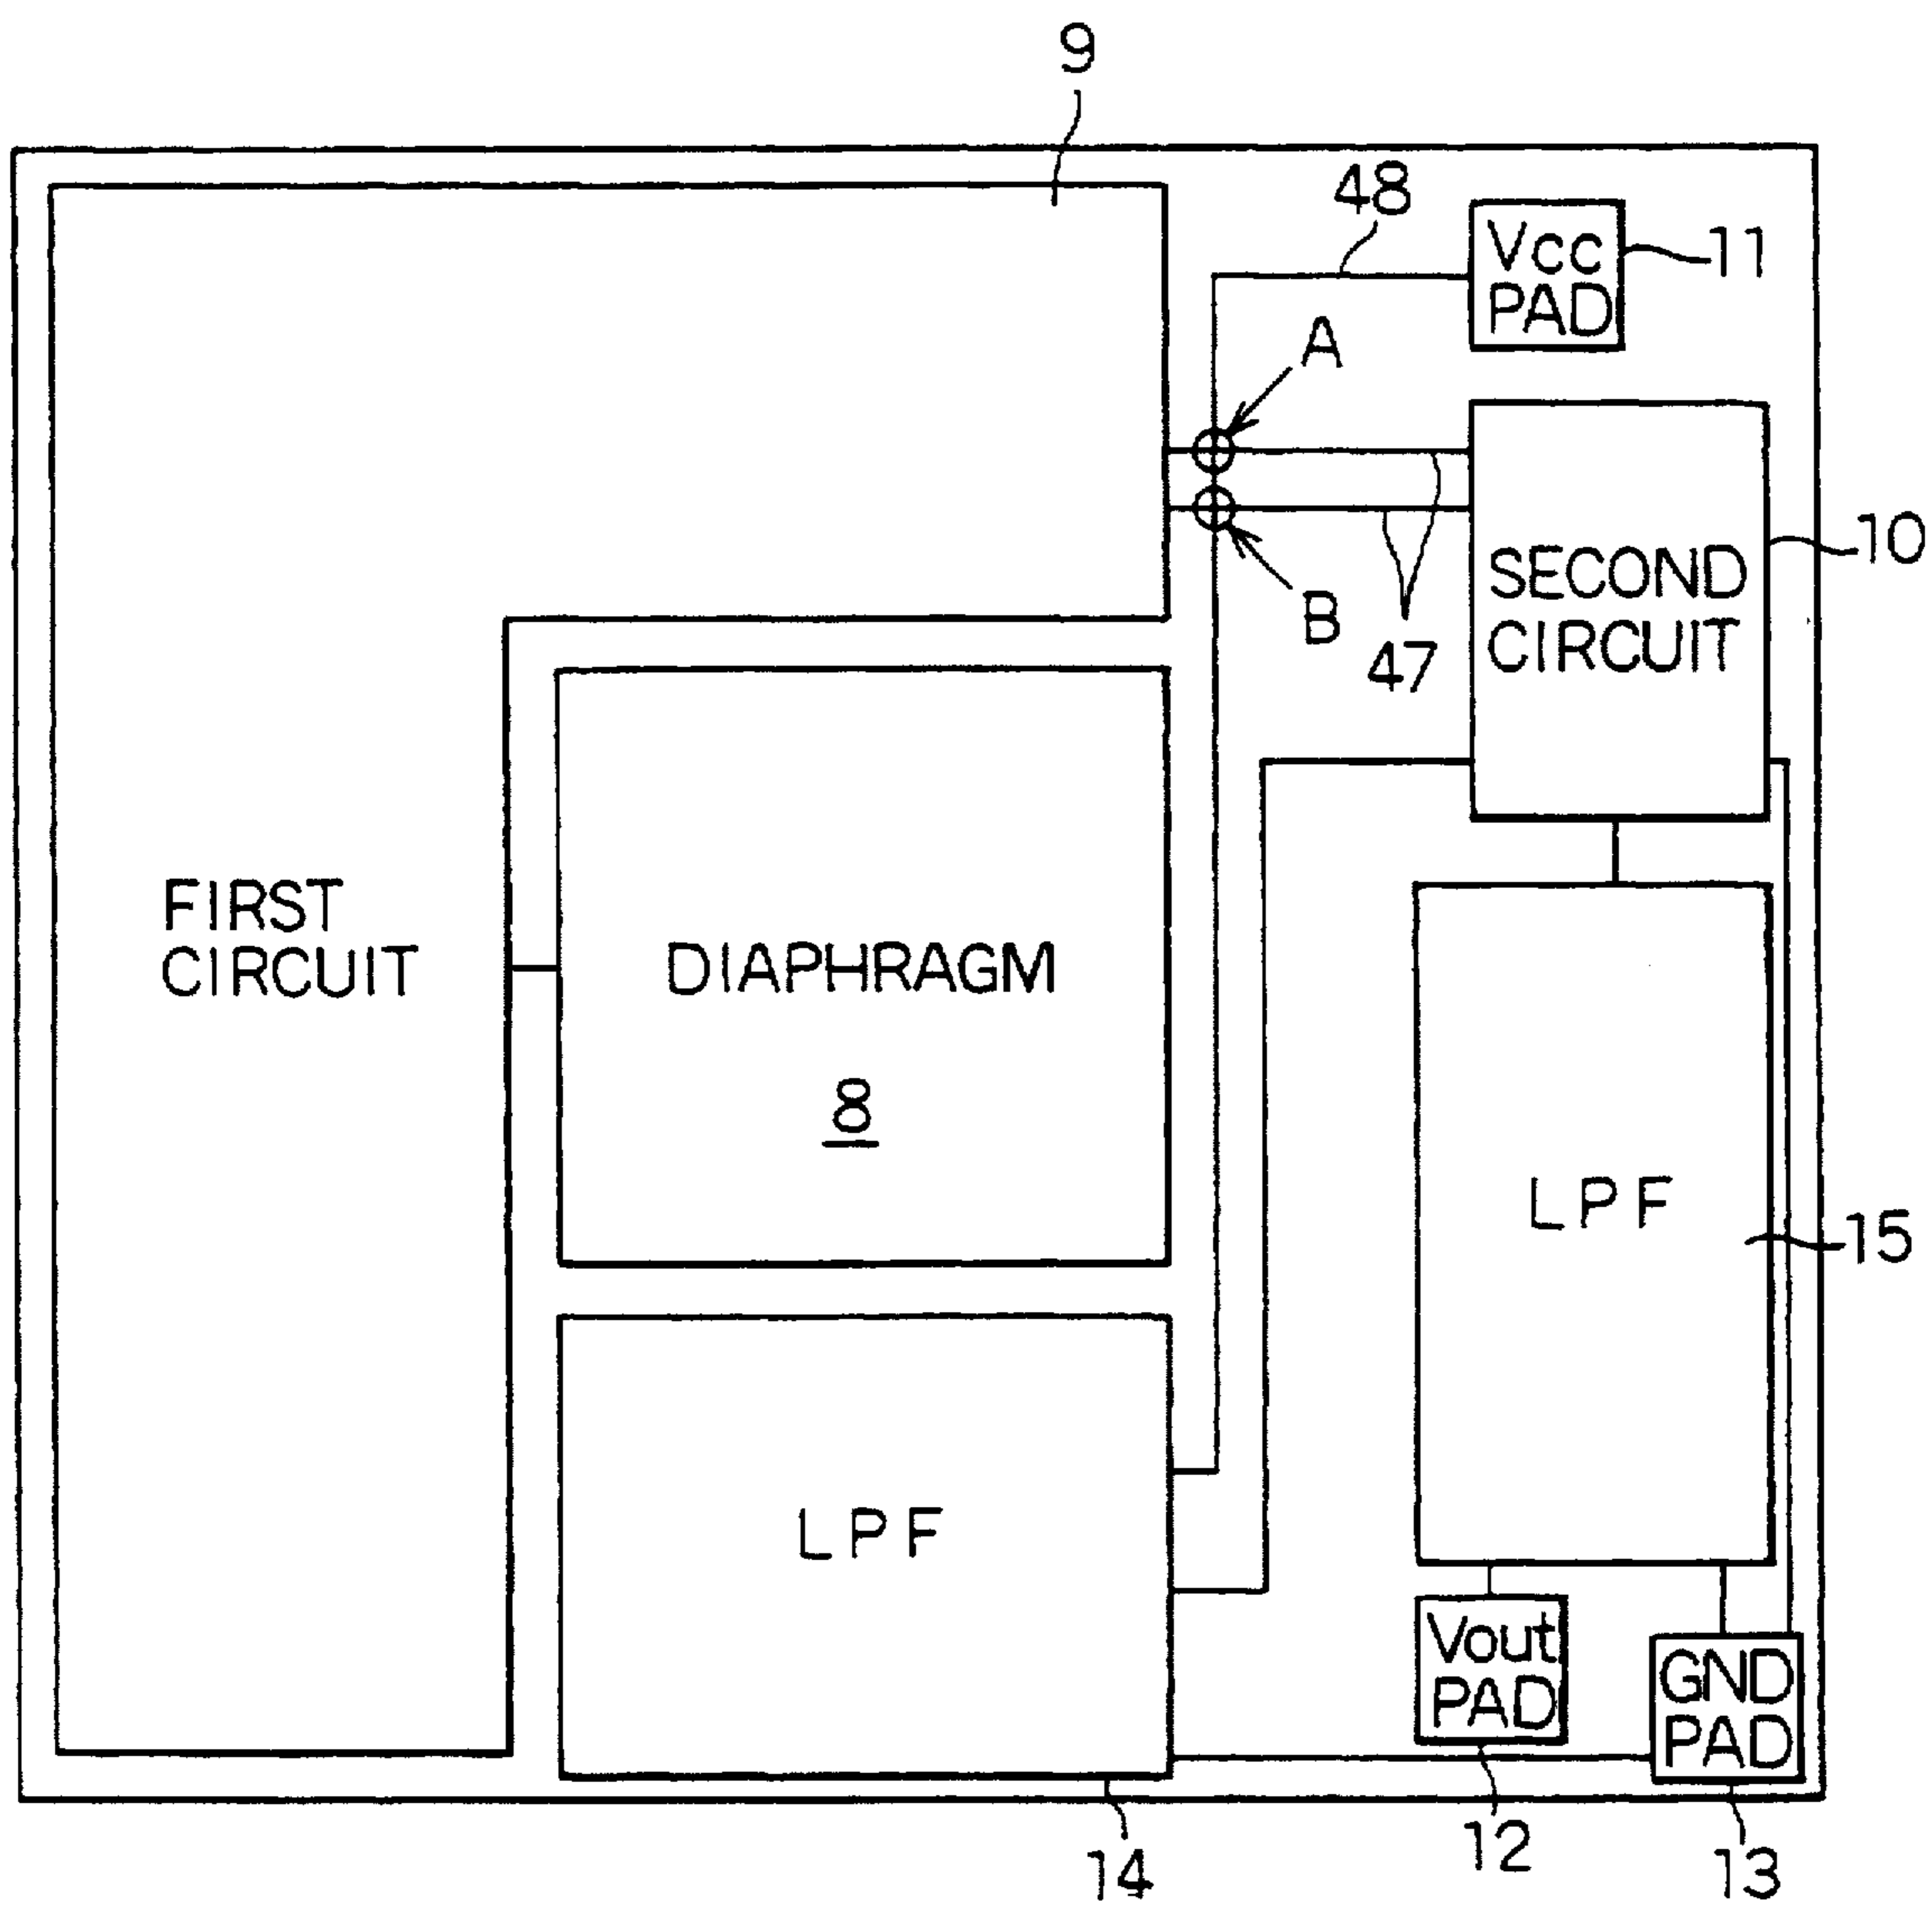 9
48
Vcc
PAD
11
A
B
47
SECOND
CIRCUIT
10
FIRST
CIRCUIT
DIAPHRAGM
8
LPF
15
LPF
Vout
PAD
GND
PAD
14
12
13